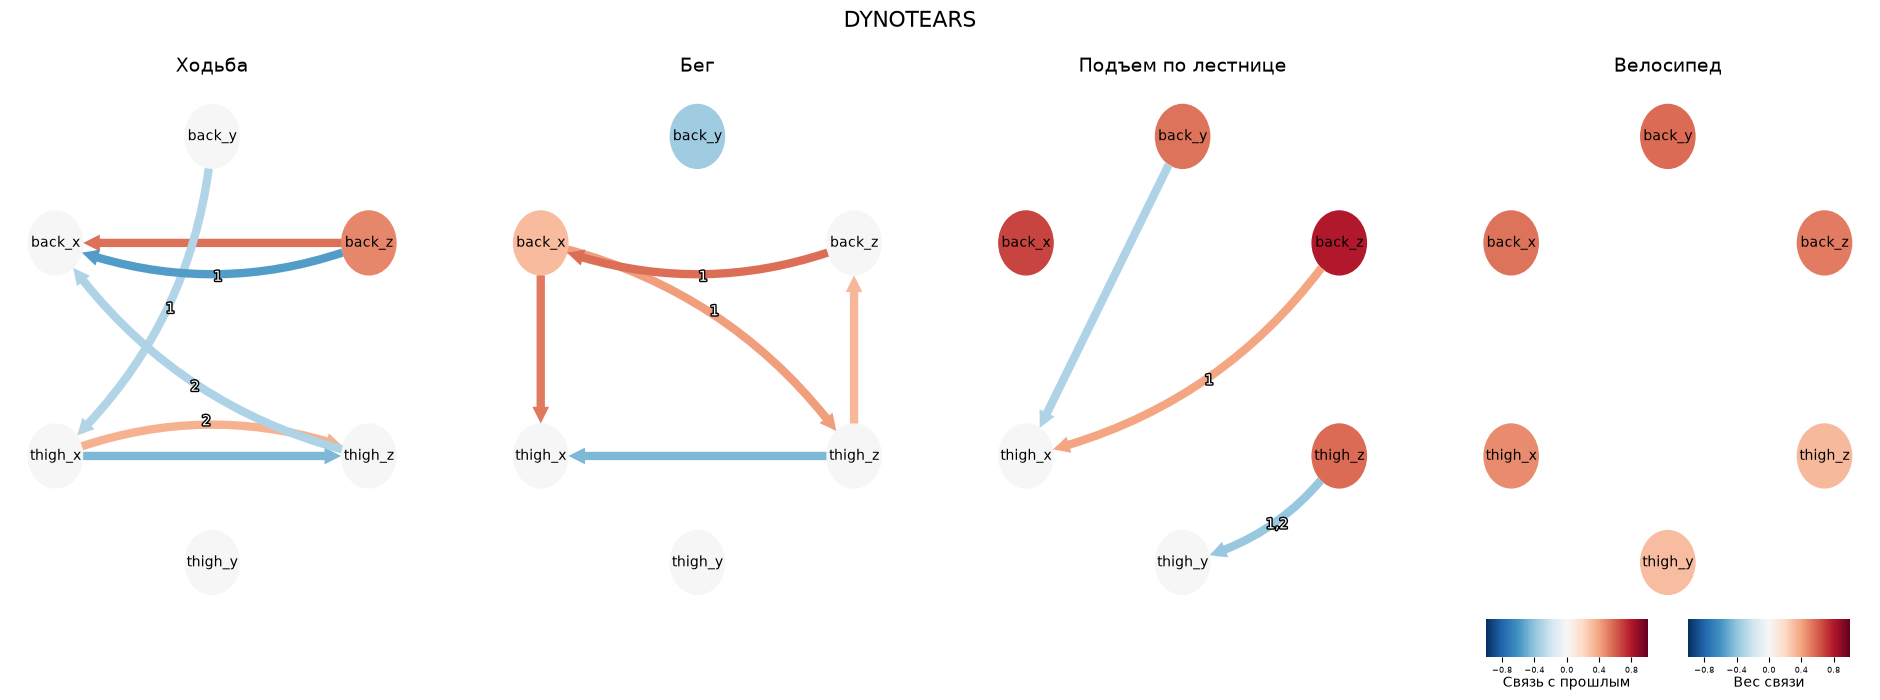 DYNOTEARS
Ходьба
back_y
back_x
back_z
1
1
2
2
thigh_x
thigh_z
thigh_y
Бег
back_y
back_x
back_z
1
1
thigh_x
thigh_z
thigh_y
Подъем по лестнице
back_y
back_x
back_z
1
thigh_x
thigh_z
1,2
thigh_y
Велосипед
back_y
back_x
back_z
thigh_x
thigh_z
thigh_y
−0.8 −0.4 0.0 0.4 0.8
Связь с прошлым
−0.8 −0.4 0.0 0.4 0.8
Вес связи